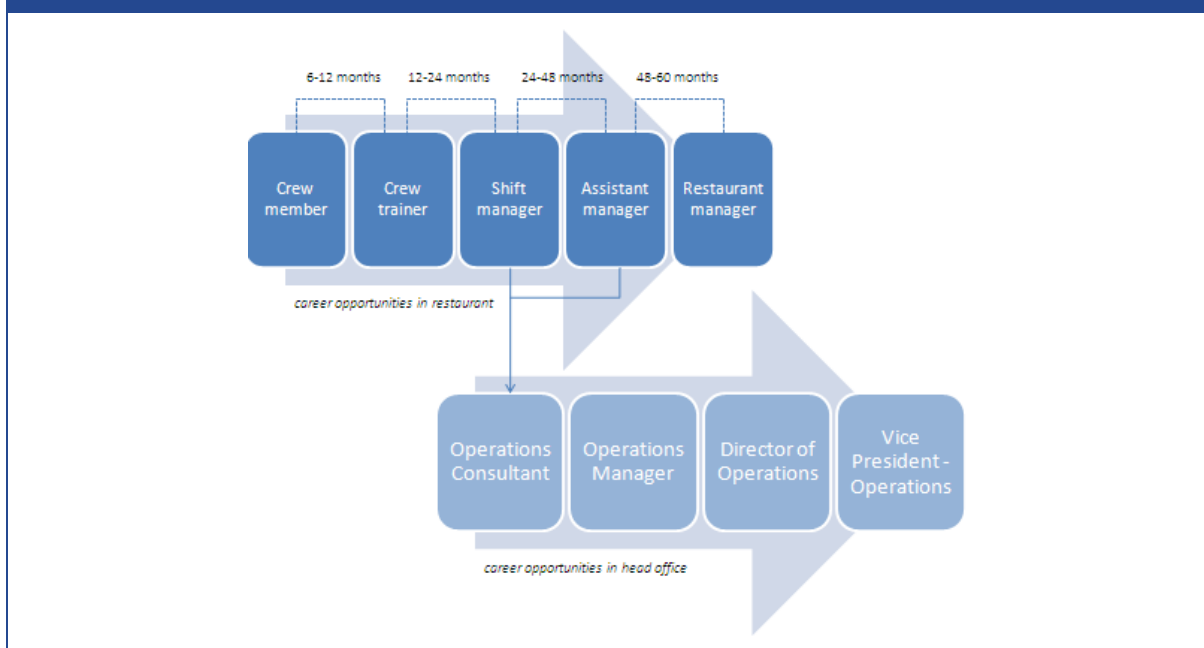 6-12 months
12-24 months
24-48 months
48-60 months
Crew
member
Crew
trainer
Shift
manager
Assistant
manager
Restaurant
manager
career opportunities in restaurant
Operations
Consultant
Operations
Manager
Director of
Operations
Vice
President -
Operations
career opportunities in head office